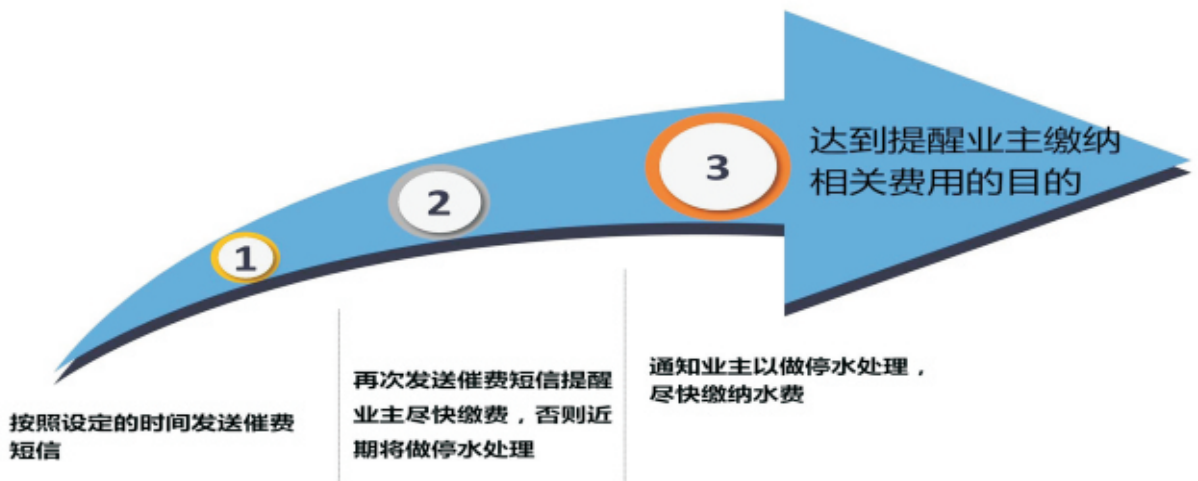 1
2
3
达到提醒业主缴纳
相关费用的目的
按照设定的时间发送催费
短信
再次发送催费短信提醒
业主尽快缴费，否则近
期将做停水处理
通知业主以做停水处理，
尽快缴纳水费